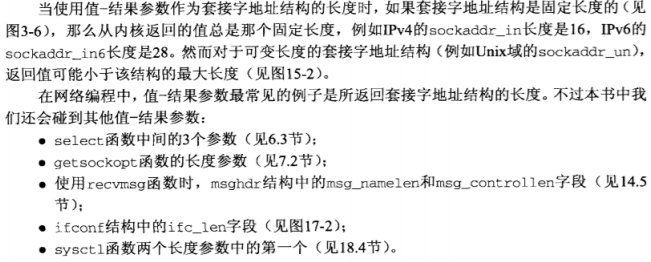 当使用值-结果参数作为套接字地址结构的长度时,如果套接字地址结构是固定长度的(见
图3-6),那么从内核返回的值总是那个固定长度,例如IPv4的sockaddr_in长度是16,IPv6的
sockaddr_in6长度是28。然而对于可变长度的套接字地址结构(例如Unix域的sockaddr_un),
返回值可能小于该结构的最大长度(见图15-2)。
在网络编程中,值-结果参数最常见的例子是所返回套接字地址结构的长度。不过本书中我
们还会碰到其他值-结果参数:
● select函数中间的3个参数(见6.3节);
● getsockopt函数的长度参数(见7.2节);
● 使用recvmsg函数时,msghdr结构中的msg_namelen和msg_controllen字段(见14.5
节);
● ifconf结构中的ifc_len字段(见图17-2);
● sysctl函数两个长度参数中的第一个(见18.4节)。